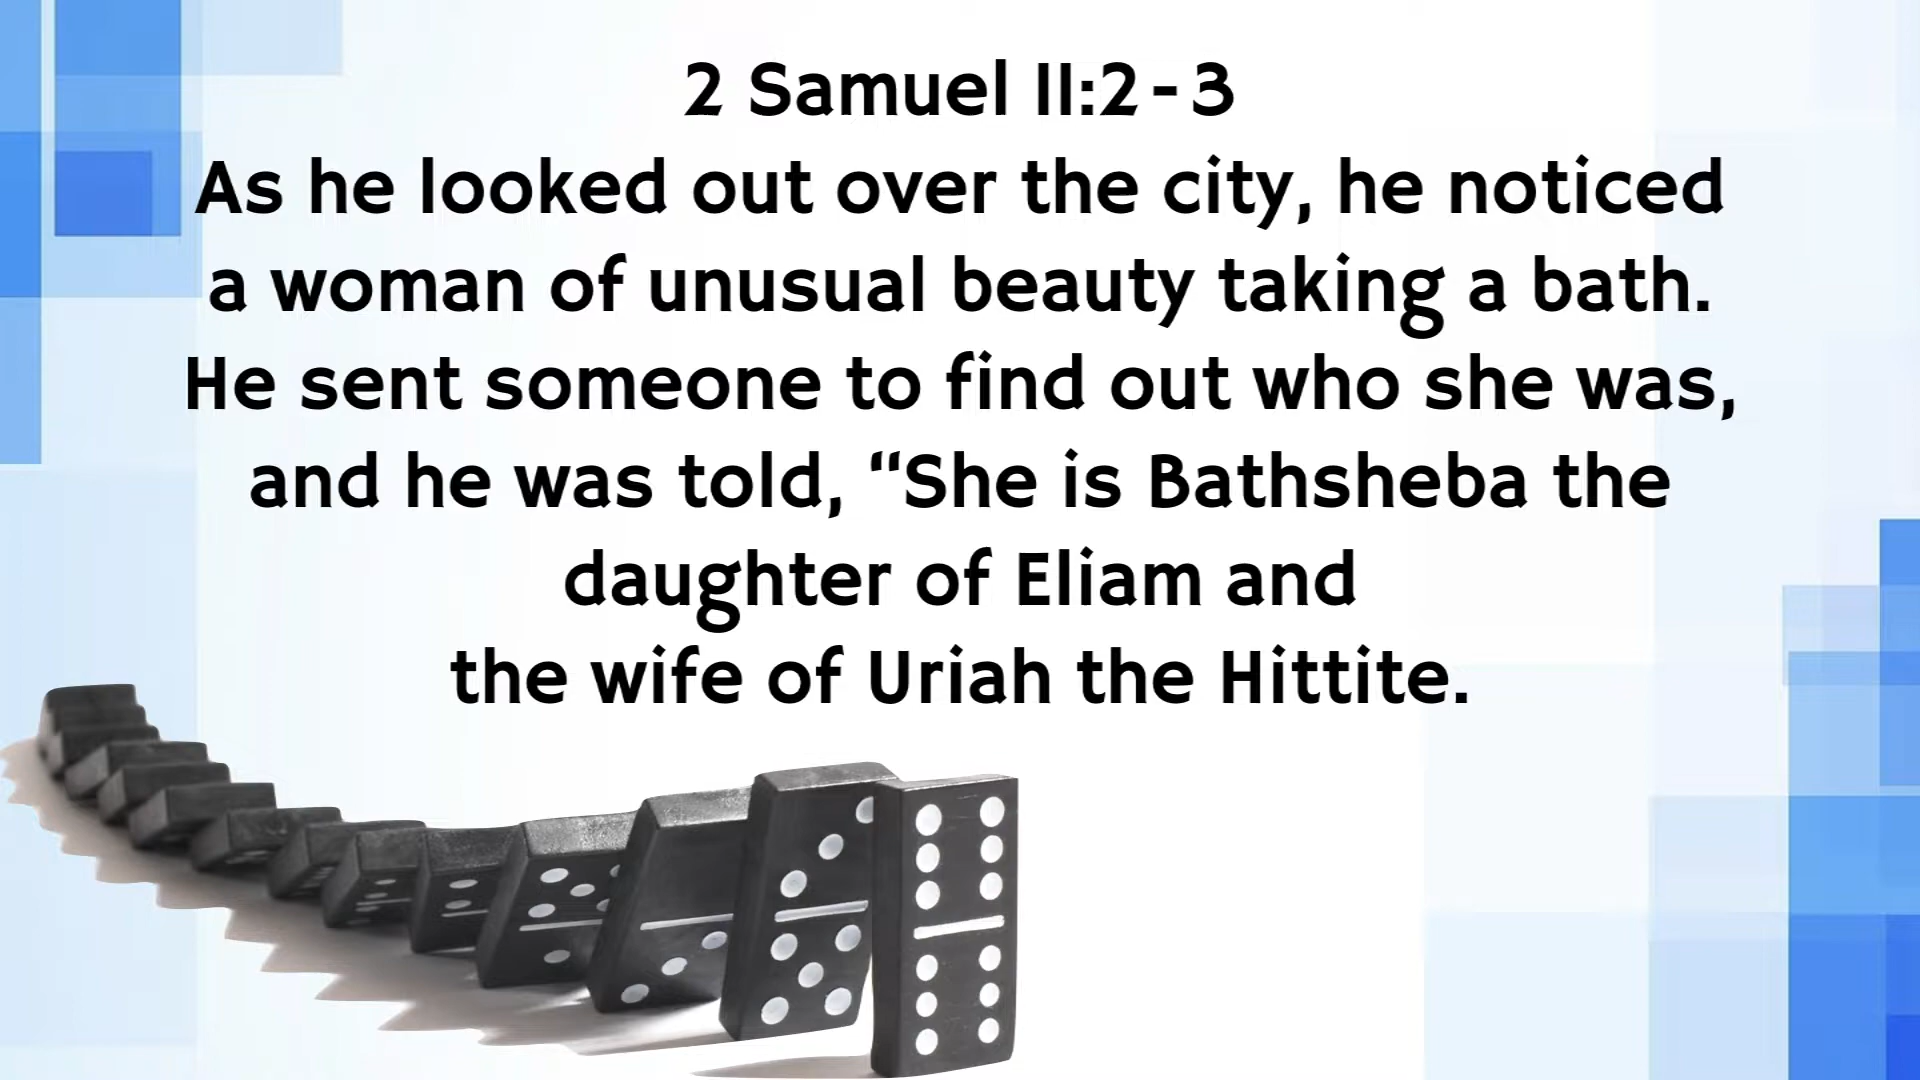 2 Samuel 11:2-3
As he looked out over the city, he noticed
a woman of unusual beauty taking a bath.
He sent someone to find out who she was,
and he was told, “She is Bathsheba the
daughter of Eliam and
the wife of Uriah the Hittite.